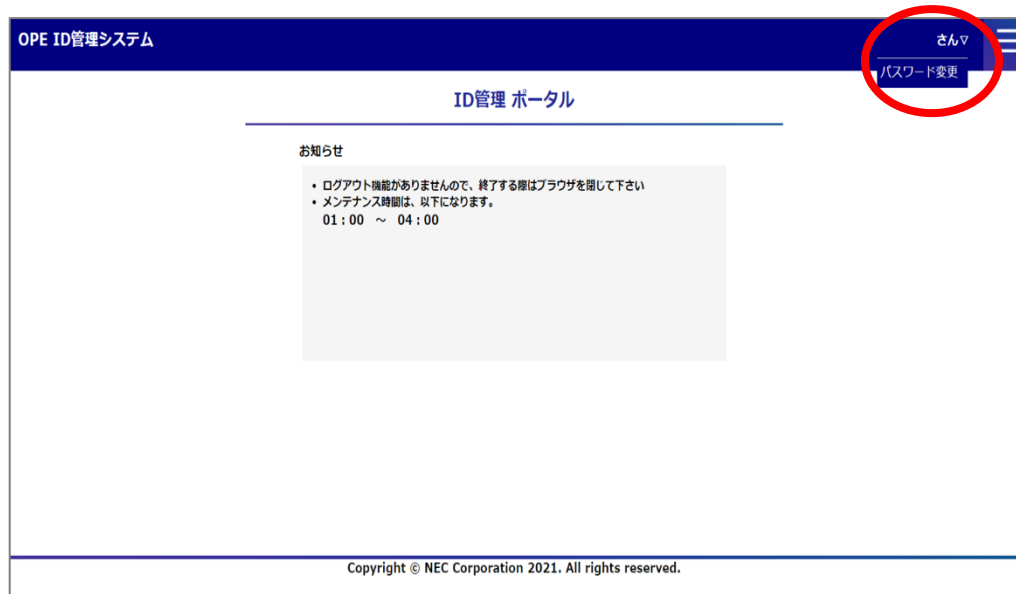 OPE ID管理システム
さん▽
パスワード変更
ID管理 ポータル
お知らせ
• ログアウト機能がありませんので、終了する際はブラウザを閉じて下さい
• メンテナンス時間は、以下になります。
01：00 ～ 04：00
Copyright © NEC Corporation 2021. All rights reserved.